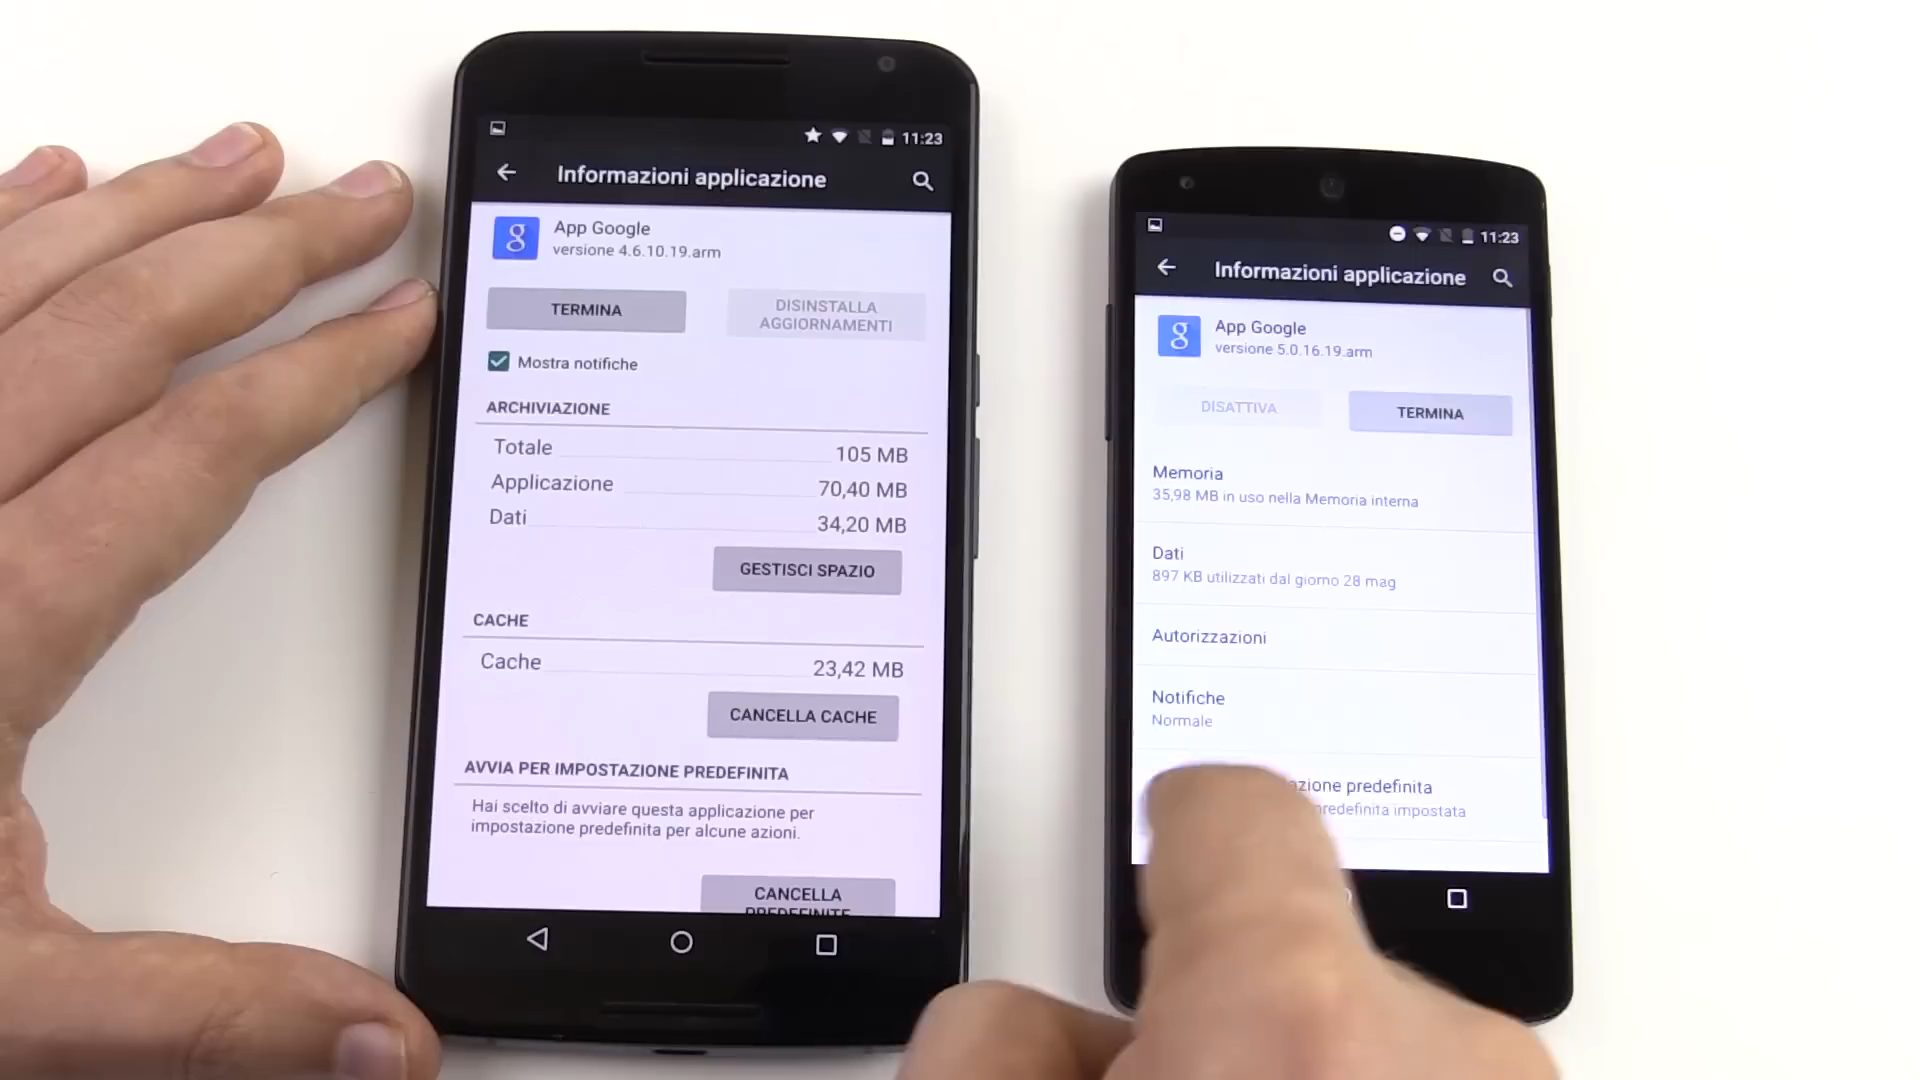 11:23
Informazioni applicazione
g
App Google
versione 4.6.10.19.arm
TERMINA
DISINSTALLA
AGGIORNAMENTI
Mostra notifiche
ARCHIVIAZIONE
Totale 105 MB
Applicazione 70,40 MB
Dati 34,20 MB
GESTISCI SPAZIO
CACHE
Cache 23,42 MB
CANCELLA CACHE
AVVIA PER IMPOSTAZIONE PREDEFINITA
Hai scelto di avviare questa applicazione per
impostazione predefinita per alcune azioni.
CANCELLA
PREDEFINITE
11:23
Informazioni applicazione
g
App Google
versione 5.0.16.19.arm
DISATTIVA
TERMINA
Memoria
35,98 MB in uso nella Memoria interna
Dati
897 KB utilizzati dal giorno 28 mag
Autorizzazioni
Notifiche
Normale
predefinita
impostata